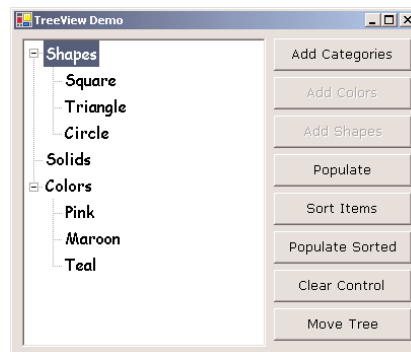 TreeView Demo
Shapes
Square
Triangle
Circle
Solids
Colors
Pink
Maroon
Teal
Add Categories
Add Colors
Add Shapes
Populate
Sort Items
Populate Sorted
Clear Control
Move Tree